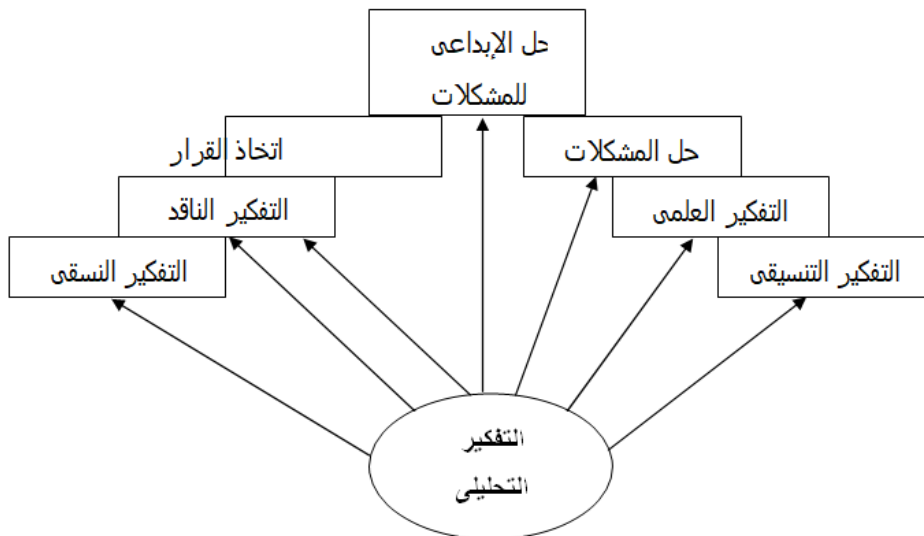 حل الإبداعى
للمشكلات
حل المشكلات
اتخاذ القرار
التفكير العلمى
التفكير الناقد
التفكير التنسيقى
التفكير النسقى
التفكير
التحليلى